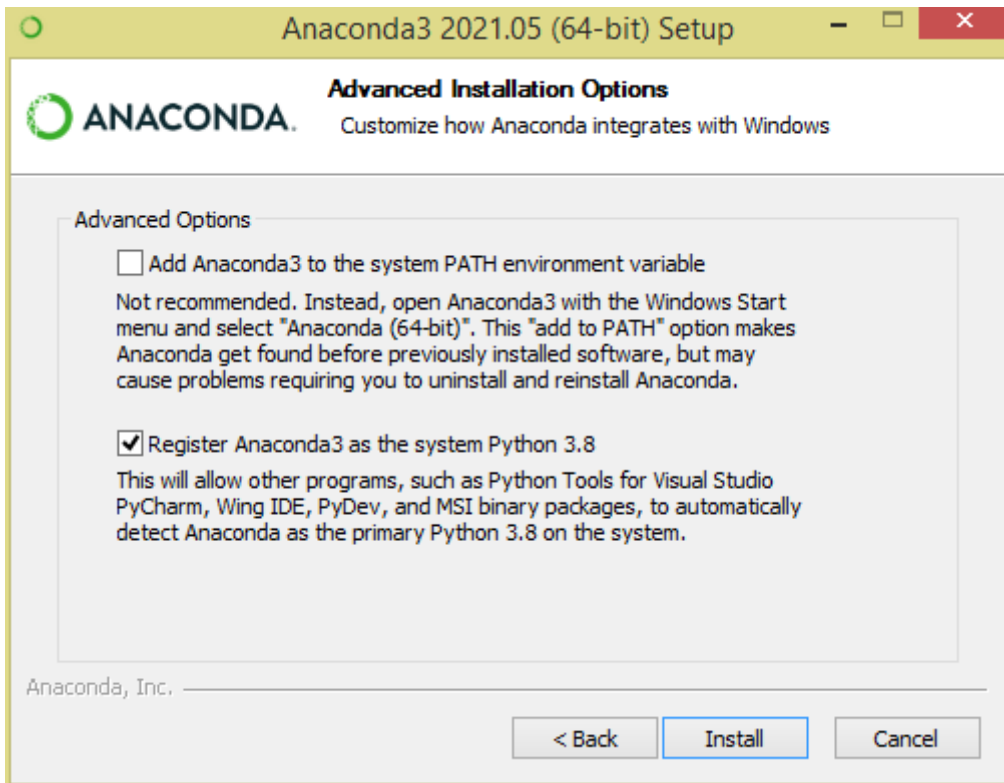 Anaconda3 2021.05 (64-bit) Setup
ANACONDA.
Advanced Installation Options
Customize how Anaconda integrates with Windows
Advanced Options
Add Anaconda3 to the system PATH environment variable
Not recommended. Instead, open Anaconda3 with the Windows Start
menu and select "Anaconda (64-bit)". This "add to PATH" option makes
Anaconda get found before previously installed software, but may
cause problems requiring you to uninstall and reinstall Anaconda.
Register Anaconda3 as the system Python 3.8
This will allow other programs, such as Python Tools for Visual Studio
PyCharm, Wing IDE, PyDev, and MSI binary packages, to automatically
detect Anaconda as the primary Python 3.8 on the system.
Anaconda, Inc.
< Back Install Cancel